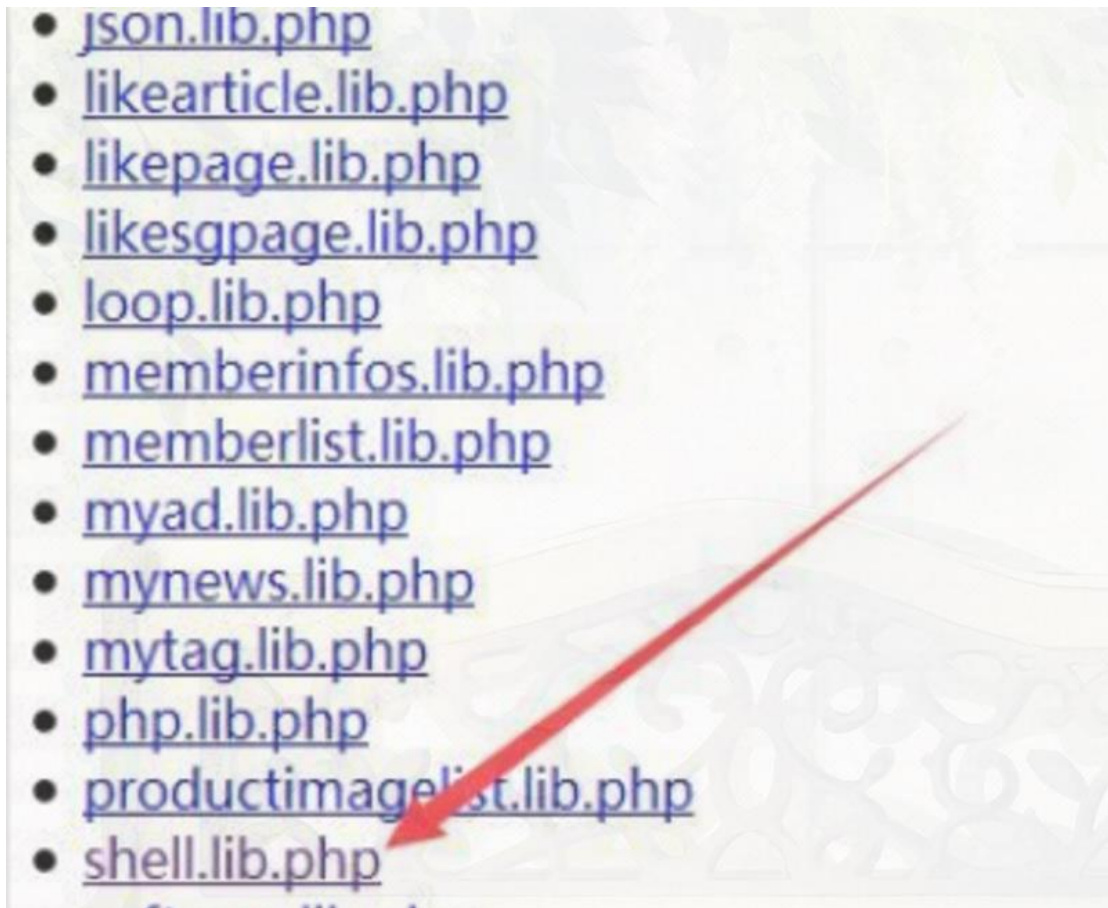 json.lib.php
likearticle.lib.php
likepage.lib.php
likesgpage.lib.php
loop.lib.php
memberinfos.lib.php
memberlist.lib.php
myad.lib.php
mynews.lib.php
mytag.lib.php
php.lib.php
productimagelist.lib.php
shell.lib.php